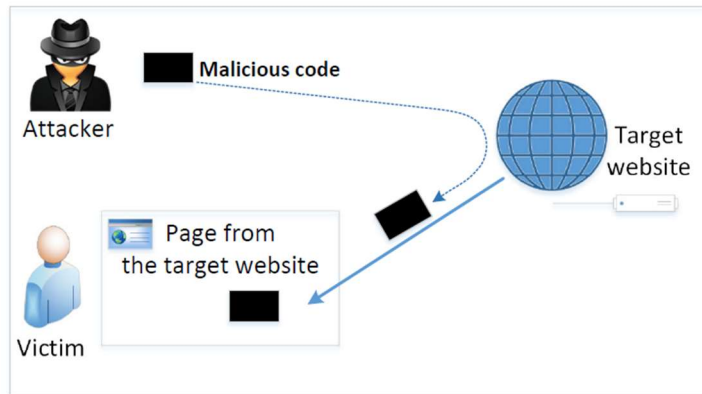 Malicious code
Attacker
Target
website
Page from
the target website
Victim